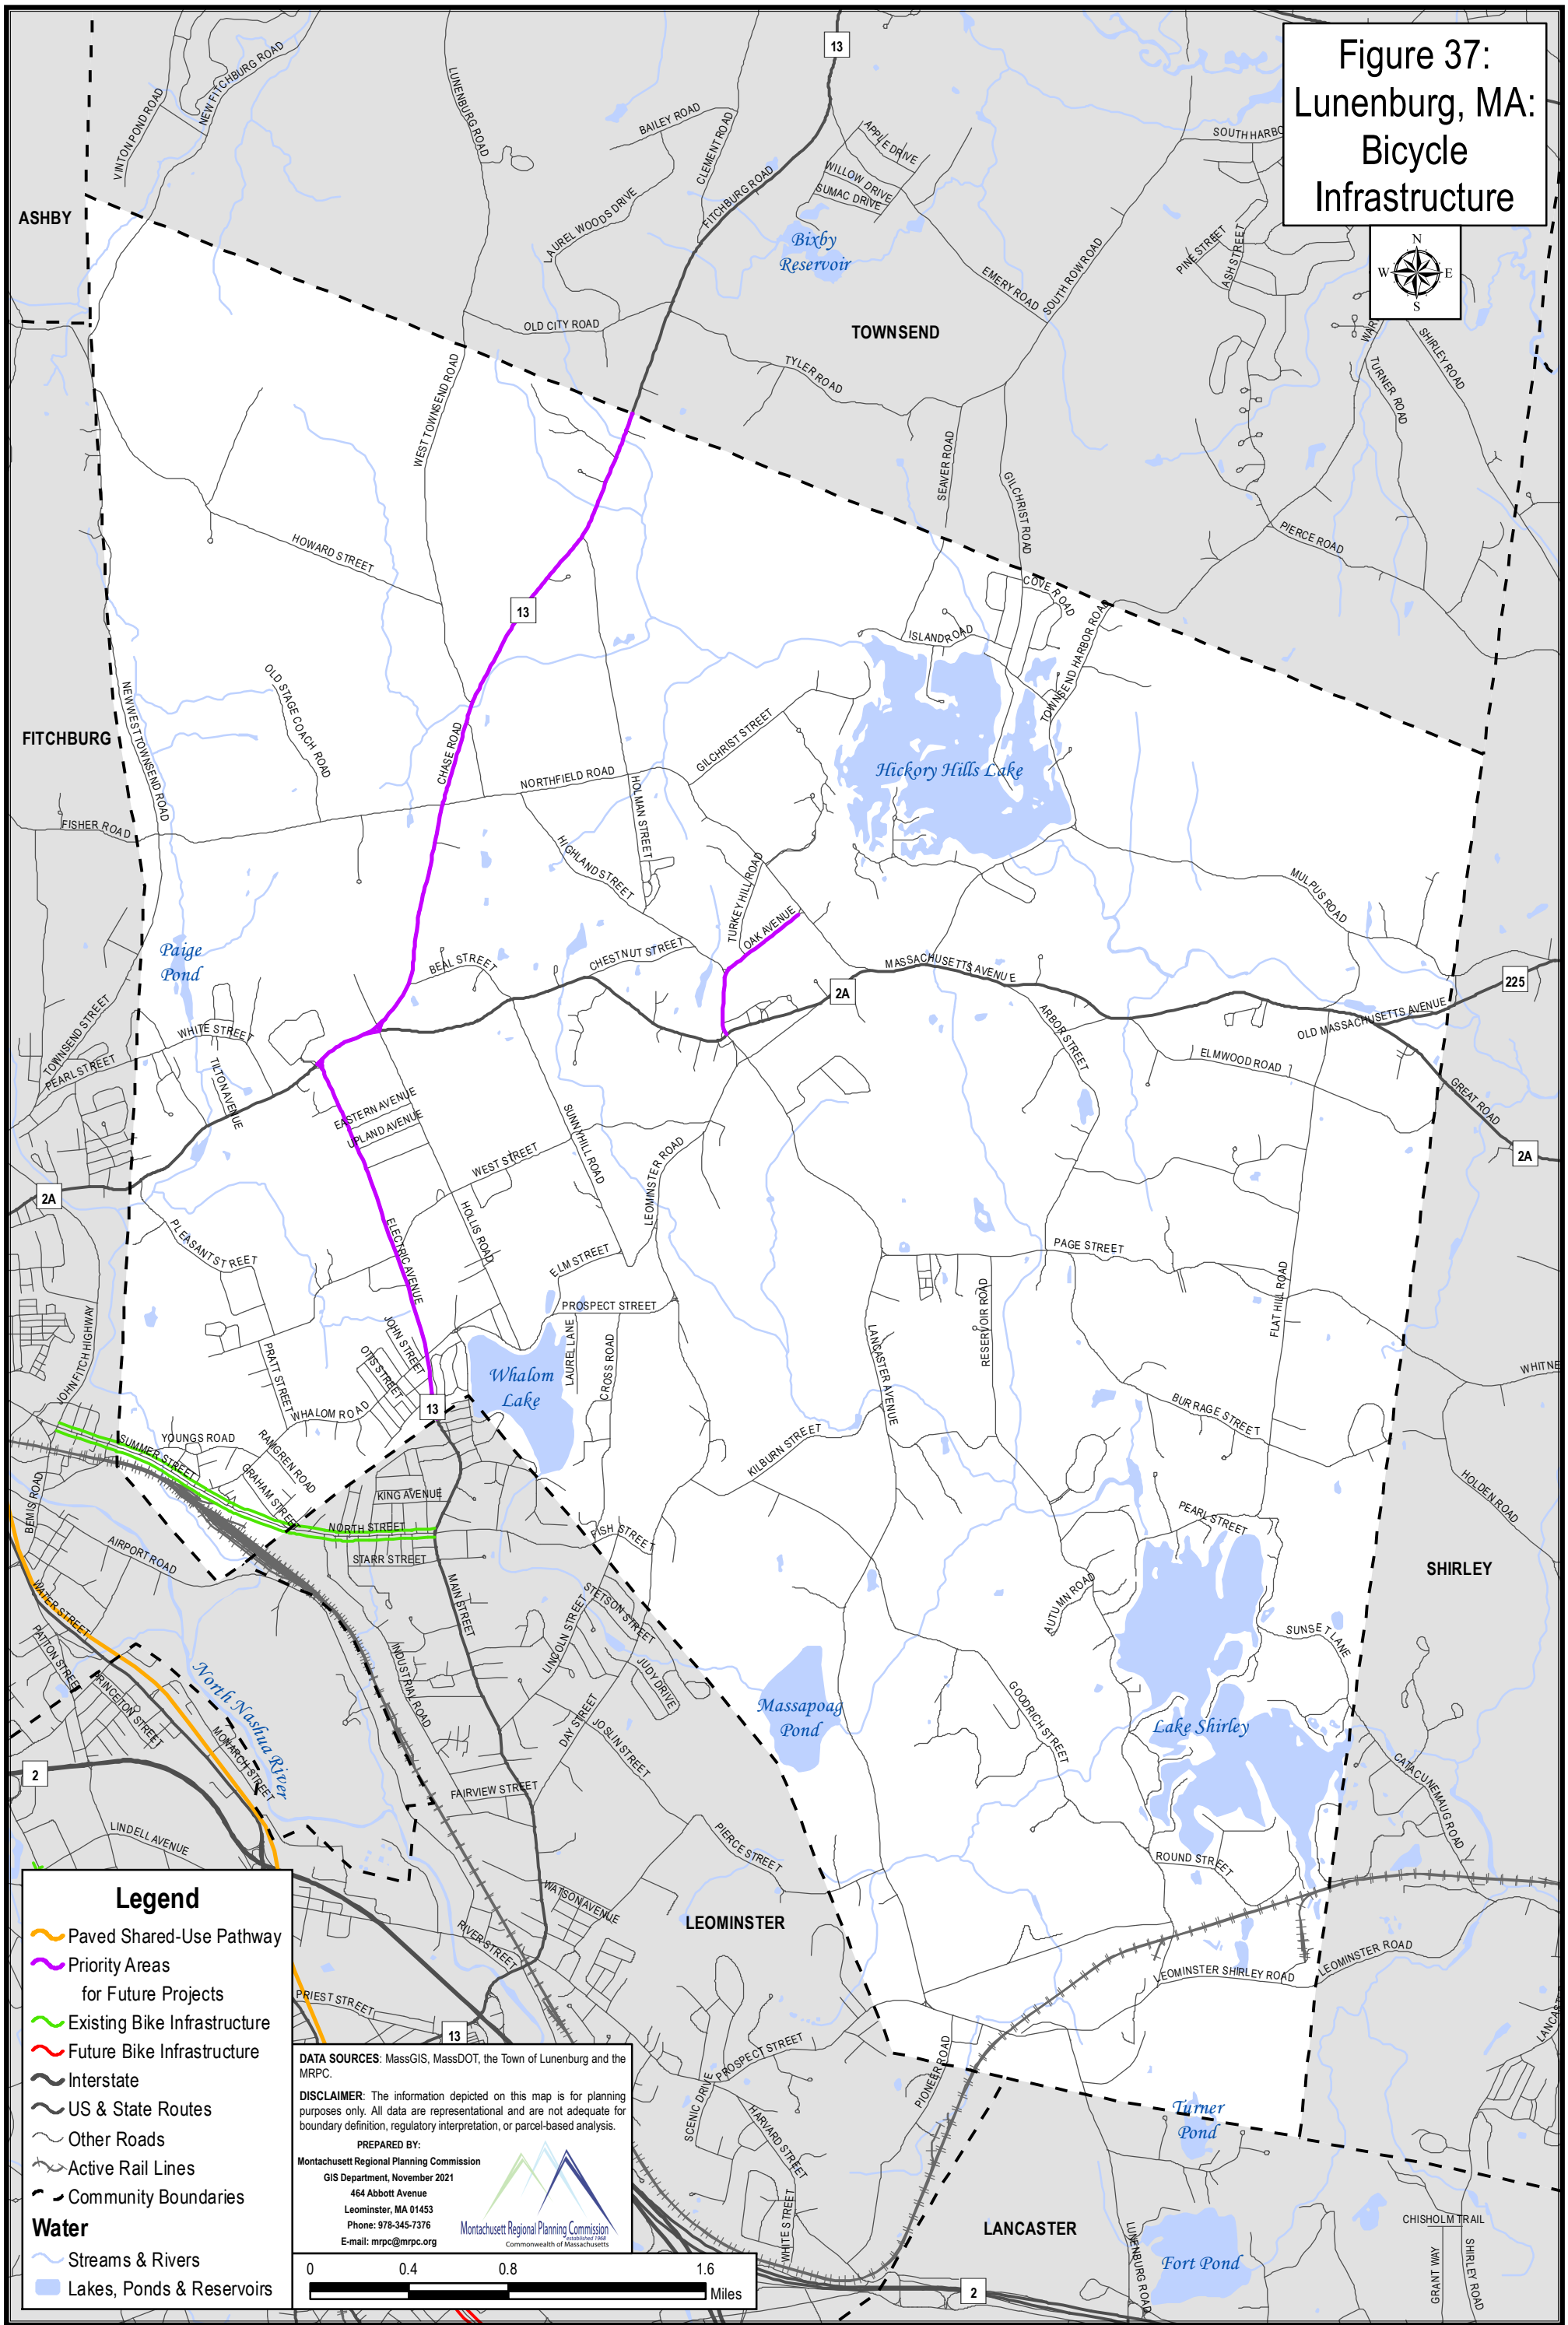 Figure 37:
Lunenburg, MA:
Bicycle
Infrastructure
N
W E
S
13
VINTON POND ROAD
NEW FITCHBURG ROAD
LUNENBURG ROAD
BAILEY ROAD
CLEMENT ROAD
APPLE DRIVE
WILLOW DRIVE
SUMAC DRIVE
SOUTH HARBO
ASHBY
LAUREL WOODS DRIVE
FITCHBURG ROAD
Bixby
Reservoir
PINE STREET
ASH STREET
EMERY ROAD
SOUTH ROW ROAD
OLD CITY ROAD
TOWNSEND
WAR
SHIRLEY ROAD
TURNER ROAD
TYLER ROAD
WEST TOWNSEND ROAD
SEAVER ROAD
GILCHRIST ROAD
PIERCE ROAD
HOWARD STREET
COVE ROAD
13
ISLAND ROAD
TOWNSEND HARBOR ROAD
OLD STAGE COACH ROAD
NEW WEST TOWNSEND ROAD
FITCHBURG
CHASE ROAD
GILCHRIST STREET
Hickory Hills Lake
NORTHFIELD ROAD
HOLMAN STREET
FISHER ROAD
HIGHLAND STREET
TURKEY HILL ROAD
MULPUS ROAD
OAK AVENUE
Paige
Pond
BEAL STREET
CHESTNUT STREET
MASSACHUSETTS AVENUE
2A
225
OLD MASSACHUSETTS AVENUE
TOWNSEND STREET
PEARL STREET
WHITE STREET
TILTON AVENUE
ARBOR STREET
ELMWOOD ROAD
GREAT ROAD
2A
EASTERN AVENUE
UPLAND AVENUE
SUNNYHILL ROAD
WEST STREET
LEOMINSTER ROAD
2A
PLEASANT STREET
ELECTRIC AVENUE
HOLLIS ROAD
ELM STREET
PAGE STREET
PROSPECT STREET
RESERVOIR ROAD
FLAT HILL ROAD
JOHN FITCH HIGHWAY
JOHN STREET
OTIS STREET
PRATT STREET
LAUREL LANE
CROSS ROAD
LANCASTER AVENUE
WHITNE
Whalom
Lake
WHALOM ROAD
13
BURRAGE STREET
YOUNGS ROAD
SUMMER STREET
RAMGREN ROAD
GRAHAM STREET
KILBURN STREET
HOLDEN ROAD
BEMIS ROAD
KING AVENUE
NORTH STREET
STARR STREET
FISH STREET
PEARL STREET
AIRPORT ROAD
SHIRLEY
WATER STREET
MAIN STREET
STETSON STREET
LINCOLN STREET
AUTUMN ROAD
SUNSET LANE
PATTON STREET
PRINCETON STREET
North Nashua River
INDUSTRIAL ROAD
JUDY DRIVE
MONARCH STREET
DAY STREET
JOSLIN STREET
Massapoag
Pond
GOODRICH STREET
Lake Shirley
2
CATACUNEMAUG ROAD
FAIRVIEW STREET
LINDELL AVENUE
PIERCE STREET
ROUND STREET
WATSON AVENUE
LEOMINSTER
RIVER STREET
LEOMINSTER ROAD
LEOMINSTER SHIRLEY ROAD
PRIEST STREET
13
LANCAS
PROSPECT STREET
PIONEER ROAD
SCENIC DRIVE
HARVARD STREET
Turner
Pond
WHITE STREET
LANCASTER
LUNENBURG ROAD
Fort Pond
CHISHOLM TRAIL
GRANT WAY
SHIRLEY ROAD
2
Legend
Paved Shared-Use Pathway
Priority Areas
for Future Projects
Existing Bike Infrastructure
Future Bike Infrastructure
Interstate
US & State Routes
Other Roads
Active Rail Lines
Community Boundaries
Water
Streams & Rivers
Lakes, Ponds & Reservoirs
DATA SOURCES: MassGIS, MassDOT, the Town of Lunenburg and the
MRPC.
DISCLAIMER: The information depicted on this map is for planning
purposes only. All data are representational and are not adequate for
boundary definition, regulatory interpretation, or parcel-based analysis.
PREPARED BY:
Montachusett Regional Planning Commission
GIS Department, November 2021
464 Abbott Avenue
Leominster, MA 01453
Phone: 978-345-7376
E-mail: mrpc@mrpc.org
Montachusett Regional Planning Commission
established 1968
Commonwealth of Massachusetts
0 0.4 0.8 1.6
Miles